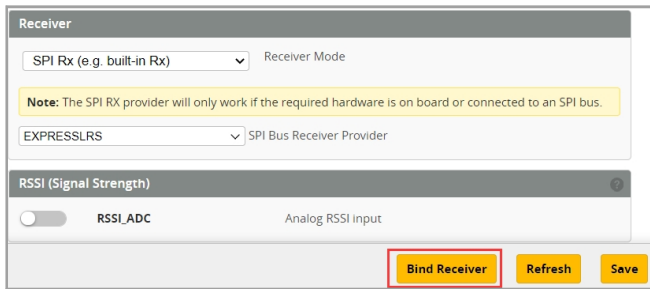 Receiver
SPI Rx (e.g. built-in Rx) Receiver Mode
Note: The SPI RX provider will only work if the required hardware is on board or connected to an SPI bus.
EXPRESSLRS SPI Bus Receiver Provider
RSSI (Signal Strength) ?
RSSI_ADC Analog RSSI input
Bind Receiver Refresh Save